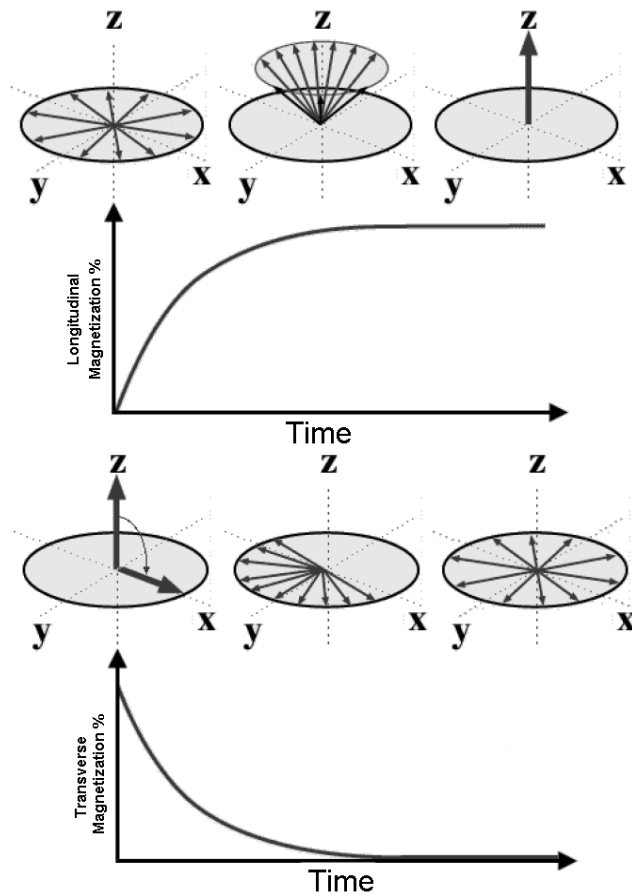 z z z
y x y x y x
Longitudinal
Magnetization %
Time
z z z
y x y x y x
Transverse
Magnetization %
Time